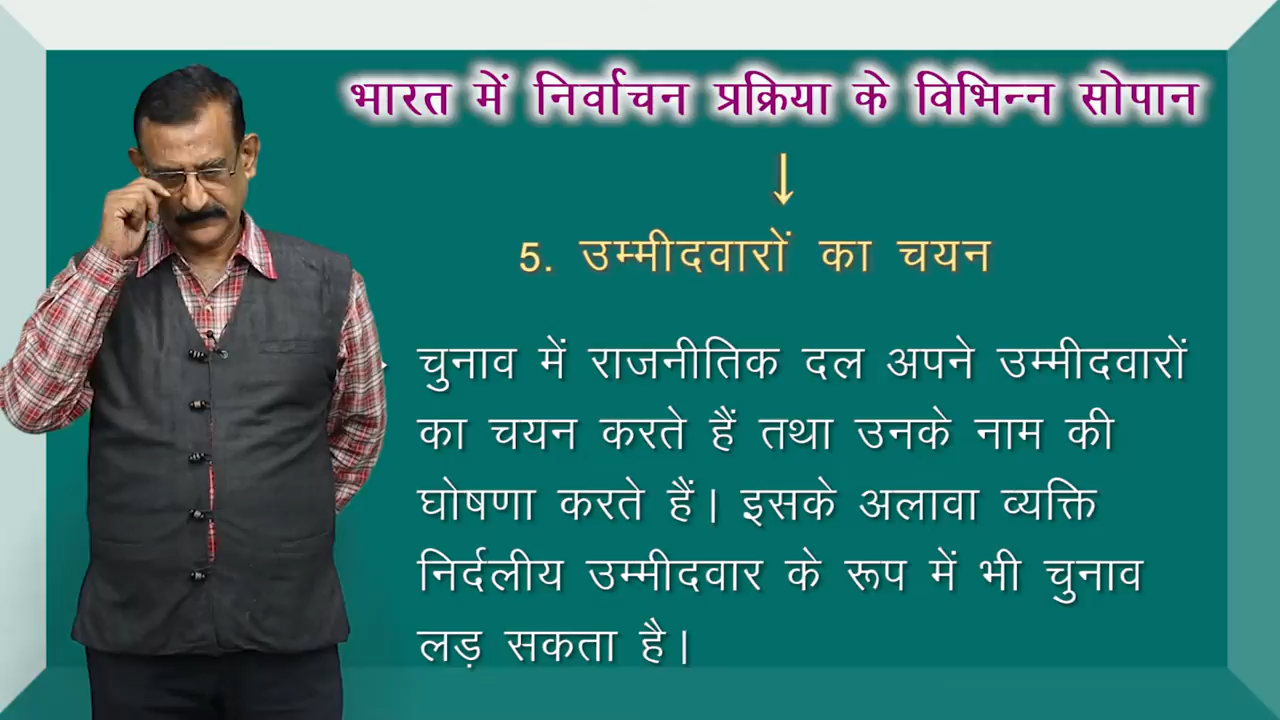 भारत में निर्वाचन प्रक्रिया के विभिन्न सोपान
5. उम्मीदवारों का चयन
चुनाव में राजनीतिक दल अपने उम्मीदवारों
का चयन करते हैं तथा उनके नाम की
घोषणा करते हैं। इसके अलावा व्यक्ति
निर्दलीय उम्मीदवार के रूप में भी चुनाव
लड़ सकता है।